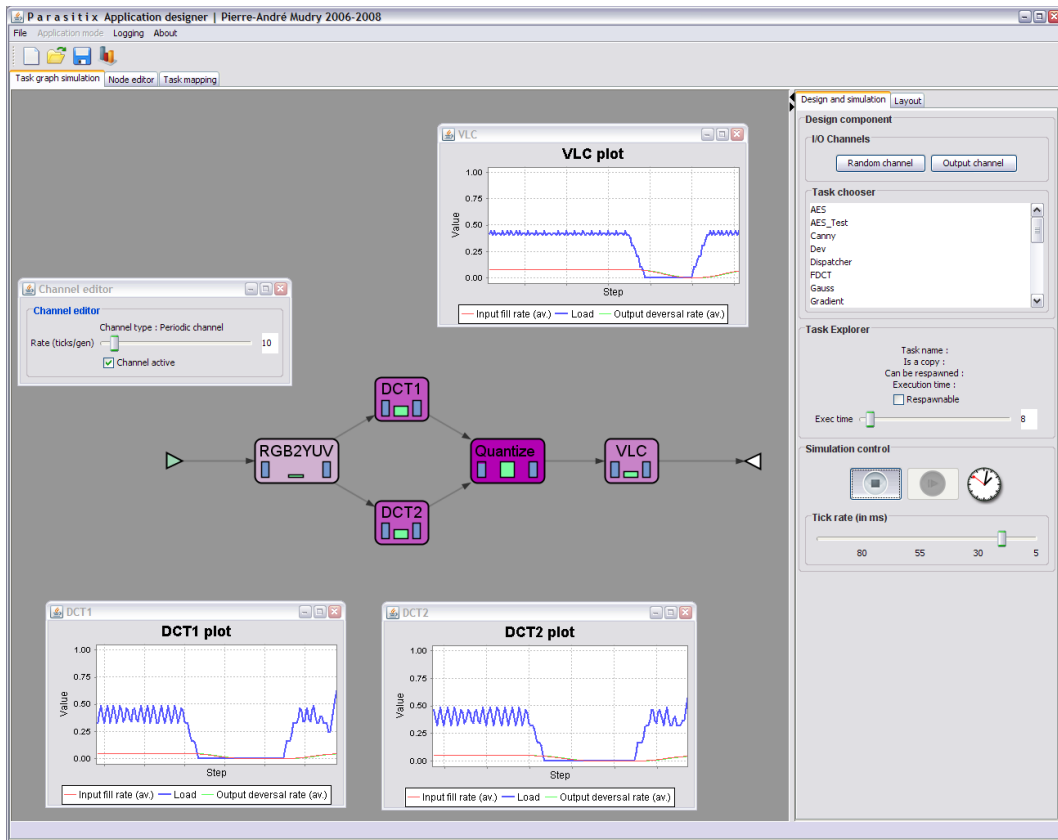 Parasitix Application designer | Pierre-André Mudry 2006-2008
File Application mode Logging About
Task graph simulation Node editor Task mapping
Design and simulation Layout
Design component
I/O Channels
Random channel Output channel
Task chooser
AES
AES_Test
Canny
Dev
Dispatcher
FDCT
Gauss
Gradient
Task Explorer
Task name :
Is a copy :
Can be respawned :
Execution time :
Respawnable
Exec time 8
Simulation control
Tick rate (in ms)
80 55 30 5
VLC
VLC plot
1.00
0.75
0.50
0.25
0.00
Value
Step
Input fill rate (av.) Load Output deversal rate (av.)
Channel editor
Channel editor
Channel type : Periodic channel
Rate (ticks/gen) 10
Channel active
DCT1
RGB2YUV
Quantize
VLC
DCT2
DCT1
DCT1 plot
1.00
0.75
0.50
0.25
0.00
Value
Step
Input fill rate (av.) Load Output deversal rate (av.)
DCT2
DCT2 plot
1.00
0.75
0.50
0.25
0.00
Value
Step
Input fill rate (av.) Load Output deversal rate (av.)